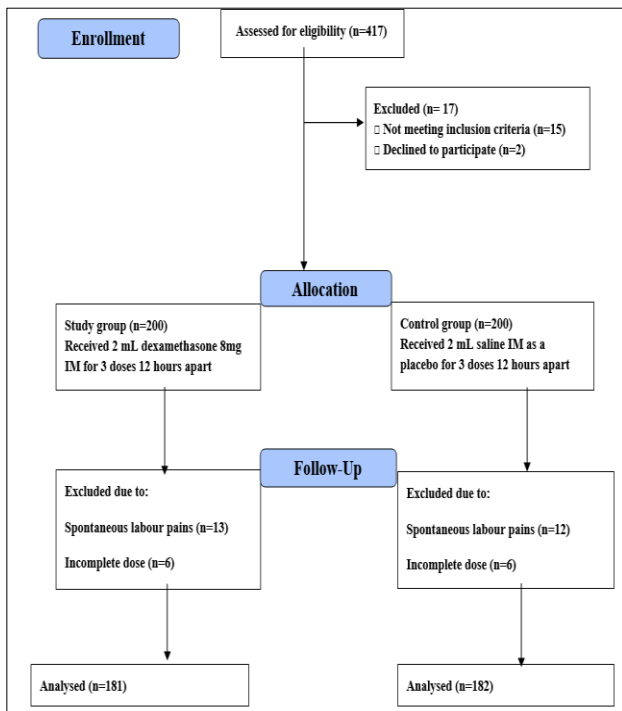 Enrollment
Assessed for eligibility (n=417)
Excluded (n= 17)
▯ Not meeting inclusion criteria (n=15)
▯ Declined to participate (n=2)
Allocation
Study group (n=200)
Received 2 mL dexamethasone 8mg
IM for 3 doses 12 hours apart
Control group (n=200)
Received 2 mL saline IM as a
placebo for 3 doses 12 hours apart
Follow-Up
Excluded due to:
Spontaneous labour pains (n=13)
Incomplete dose (n=6)
Excluded due to:
Spontaneous labour pains (n=12)
Incomplete dose (n=6)
Analysed (n=181)
Analysed (n=182)